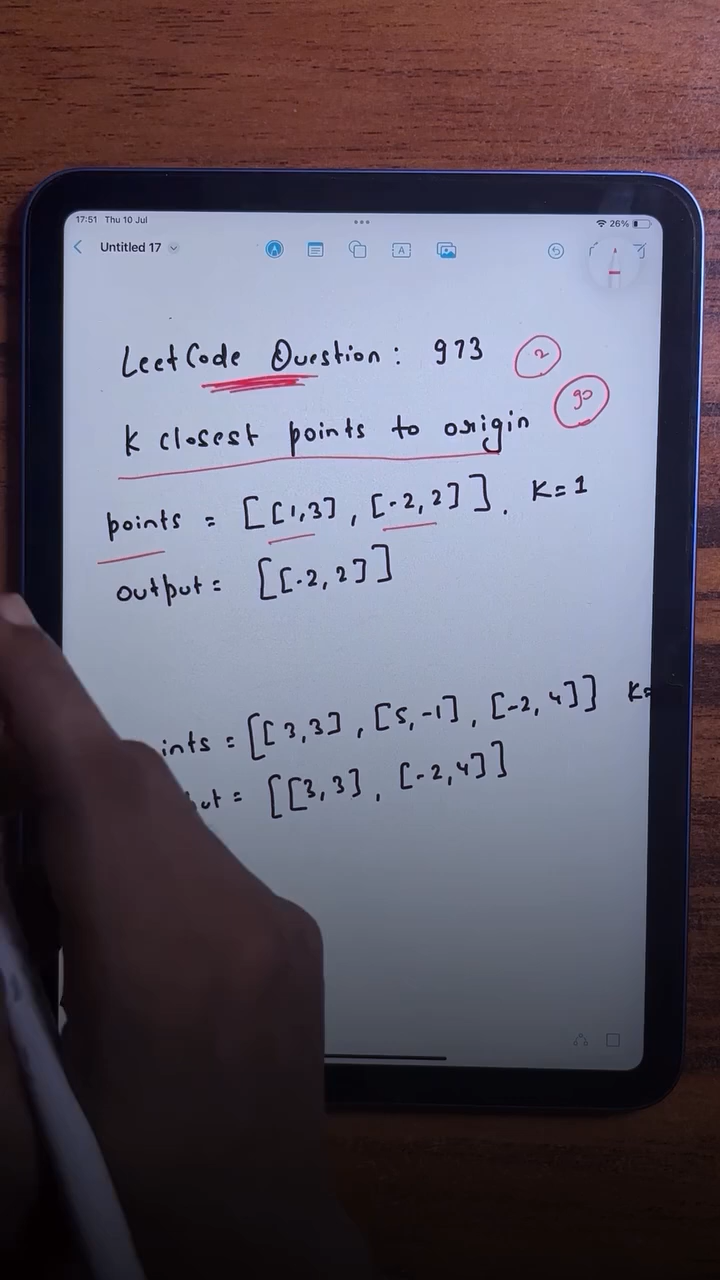 17:51 Thu 10 Jul 26%
Untitled 17
LeetCode Question: 973 2
90
K closest points to origin
points = [[1,3], [-2,2]]. K=1
output = [[-2,2]]
ints = [[3,3], [5,-1], [-2,4]] K=
ut = [[3,3], [-2,4]]